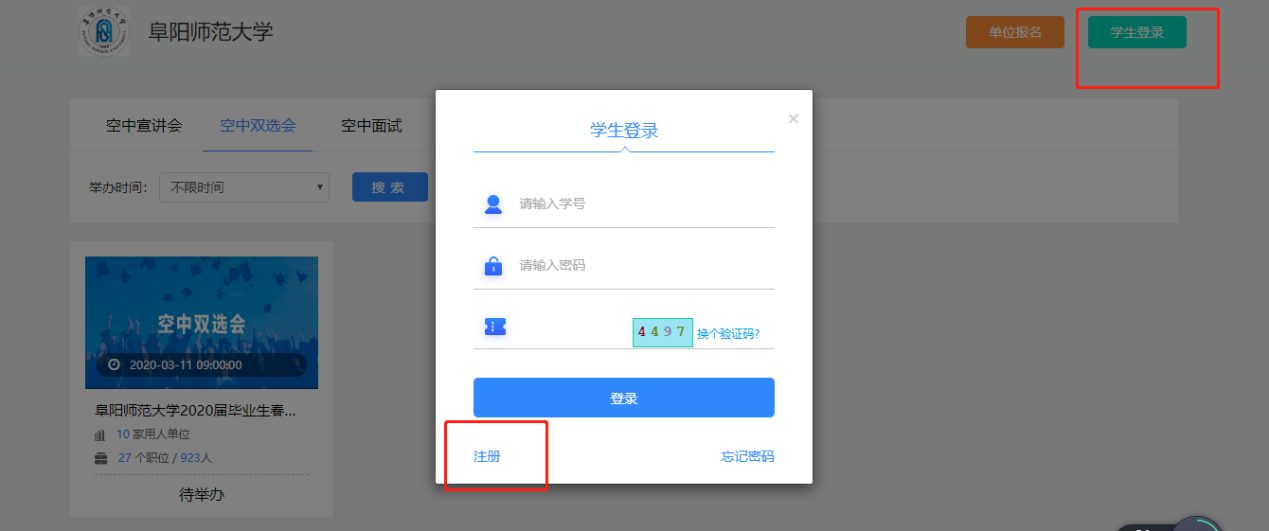 阜阳师范大学
单位报名
学生登录
空中宣讲会 空中双选会 空中面试
举办时间： 不限时间 搜 索
空中双选会
2020-03-11 09:00:00
阜阳师范大学2020届毕业生春...
10 家用人单位
27 个职位 / 923人
待举办
学生登录
×
请输入学号
请输入密码
4497 换个验证码?
登录
注册 忘记密码